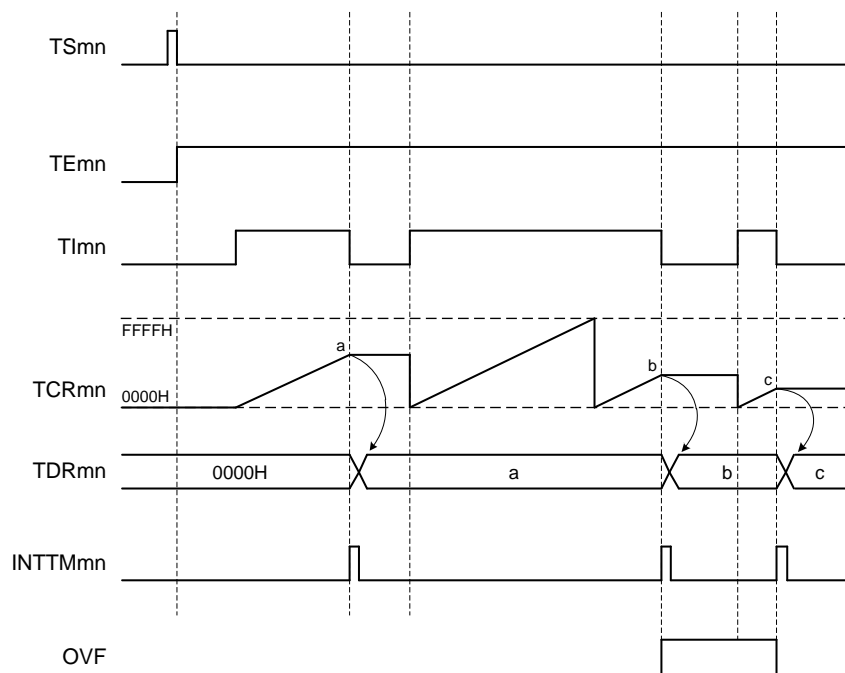 TSmn
TEmn
TImn
FFFFH
a
b
c
TCRmn
0000H
TDRmn
0000H
a
b
c
INTTMmn
OVF